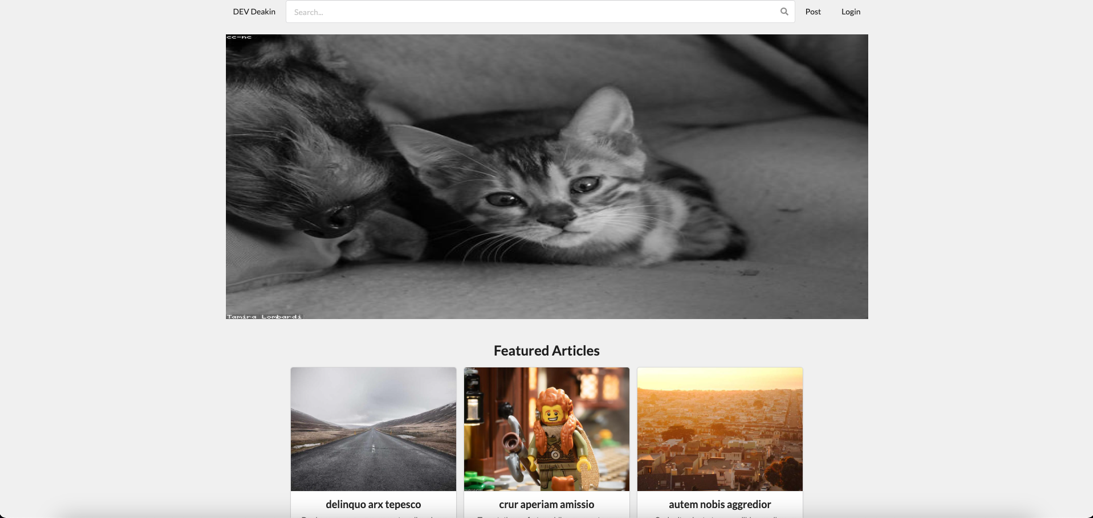 DEV Deakin Search... Post Login
cc-nc
Tamira Lombardi
Featured Articles
delinquo arx tepesco crur aperiam amissio autem nobis aggredior